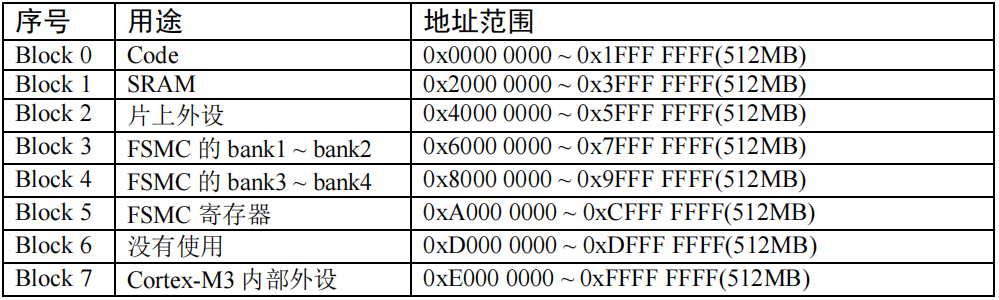 序号 用途 地址范围
Block 0 Code 0x0000 0000 ~ 0x1FFF FFFF(512MB)
Block 1 SRAM 0x2000 0000 ~ 0x3FFF FFFF(512MB)
Block 2 片上外设 0x4000 0000 ~ 0x5FFF FFFF(512MB)
Block 3 FSMC 的 bank1 ~ bank2 0x6000 0000 ~ 0x7FFF FFFF(512MB)
Block 4 FSMC 的 bank3 ~ bank4 0x8000 0000 ~ 0x9FFF FFFF(512MB)
Block 5 FSMC 寄存器 0xA000 0000 ~ 0xCFFF FFFF(512MB)
Block 6 没有使用 0xD000 0000 ~ 0xDFFF FFFF(512MB)
Block 7 Cortex-M3 内部外设 0xE000 0000 ~ 0xFFFF FFFF(512MB)